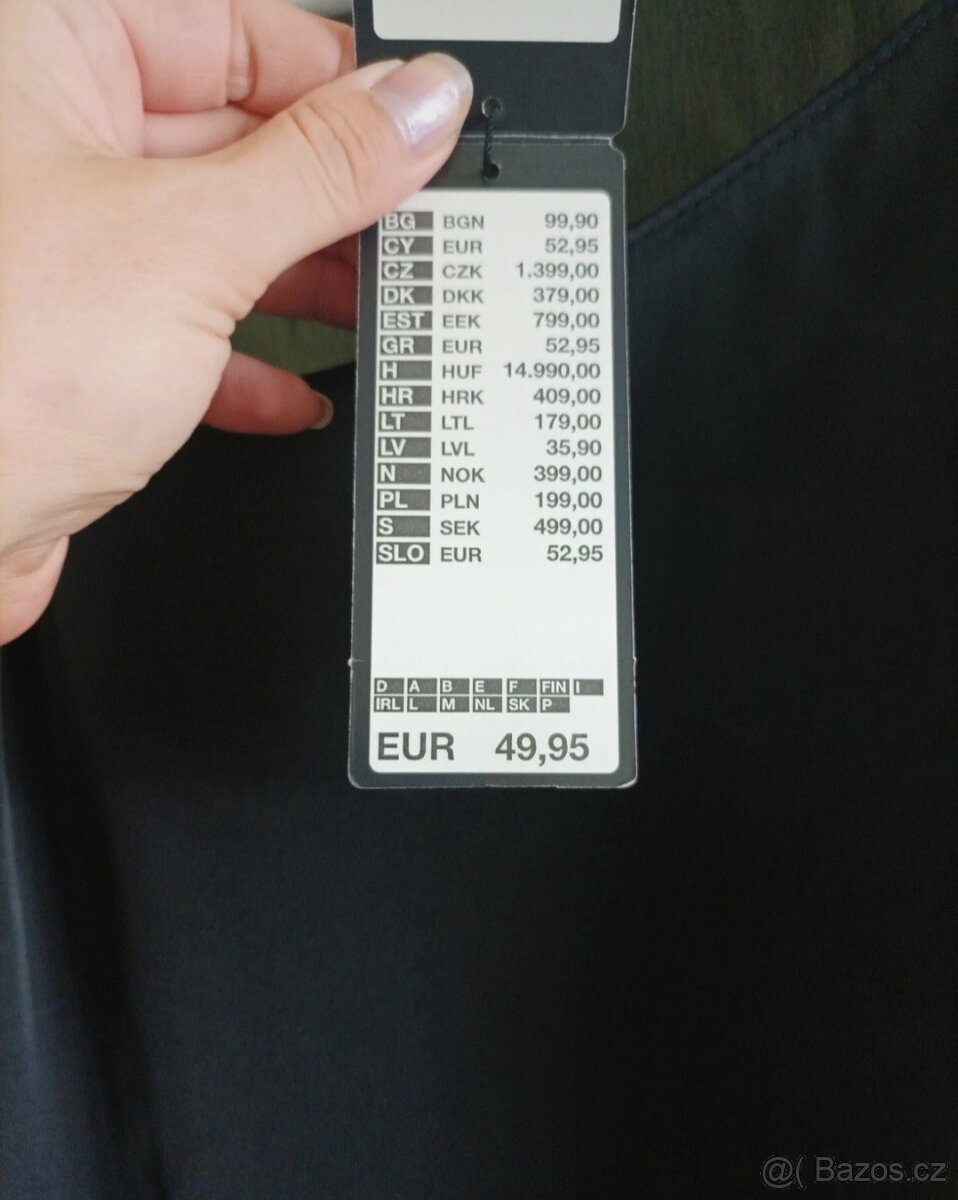 BG BGN 99,90
CY EUR 52,95
CZ CZK 1.399,00
DK DKK 379,00
EST EEK 799,00
GR EUR 52,95
H HUF 14.990,00
HR HRK 409,00
LT LTL 179,00
LV LVL 35,90
N NOK 399,00
PL PLN 199,00
S SEK 499,00
SLO EUR 52,95
D A B E F FIN I
IRL L M NL SK P
EUR 49,95
@( Bazos.cz